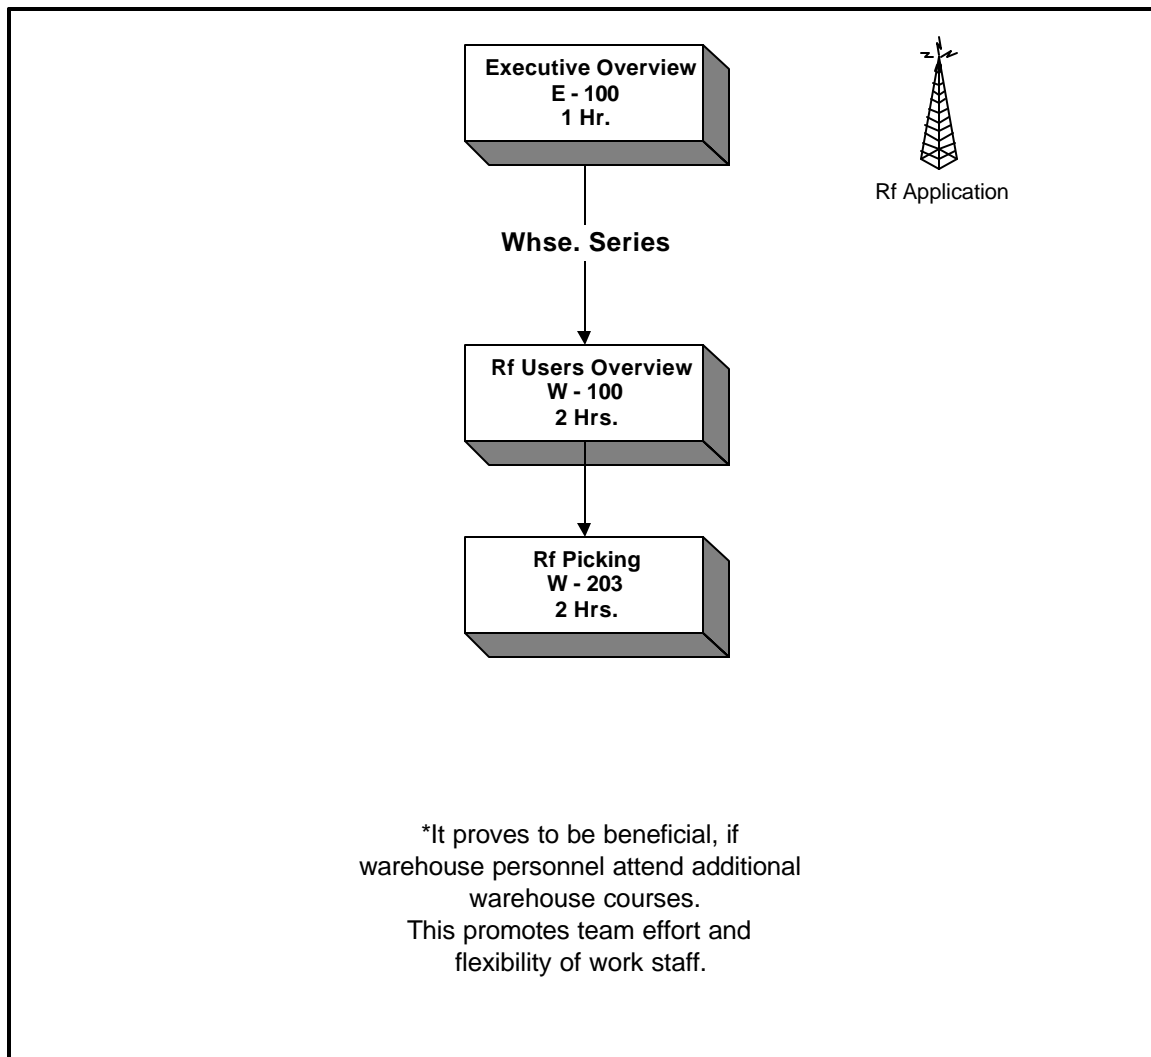 Executive Overview
E - 100
1 Hr.
Rf Application
Whse. Series
Rf Users Overview
W - 100
2 Hrs.
Rf Picking
W - 203
2 Hrs.
*It proves to be beneficial, if
warehouse personnel attend additional
warehouse courses.
This promotes team effort and
flexibility of work staff.